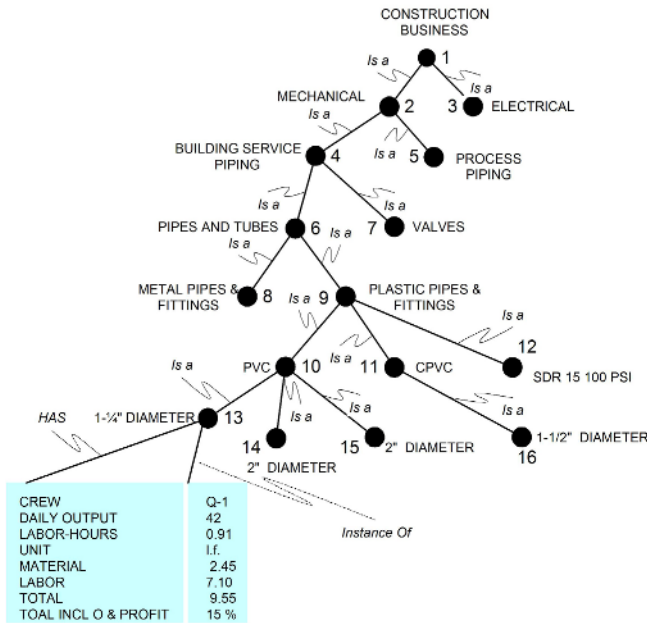 CONSTRUCTION
BUSINESS
1
Is a
Is a
MECHANICAL
2
3
ELECTRICAL
Is a
BUILDING SERVICE
PIPING
4
Is a
5
PROCESS
PIPING
Is a
Is a
PIPES AND TUBES
6
Is a
7
VALVES
Is a
METAL PIPES &
FITTINGS
8
9
PLASTIC PIPES &
FITTINGS
Is a
Is a
12
Is a
PVC
10
Is a
11
CPVC
SDR 15 100 PSI
HAS
1-¼" DIAMETER
13
Is a
Is a
Is a
14
2" DIAMETER
15
2" DIAMETER
1-1/2" DIAMETER
16
CREW Q-1
DAILY OUTPUT 42
LABOR-HOURS 0.91
UNIT l.f.
MATERIAL 2.45
LABOR 7.10
TOTAL 9.55
TOAL INCL O & PROFIT 15 %
Instance Of